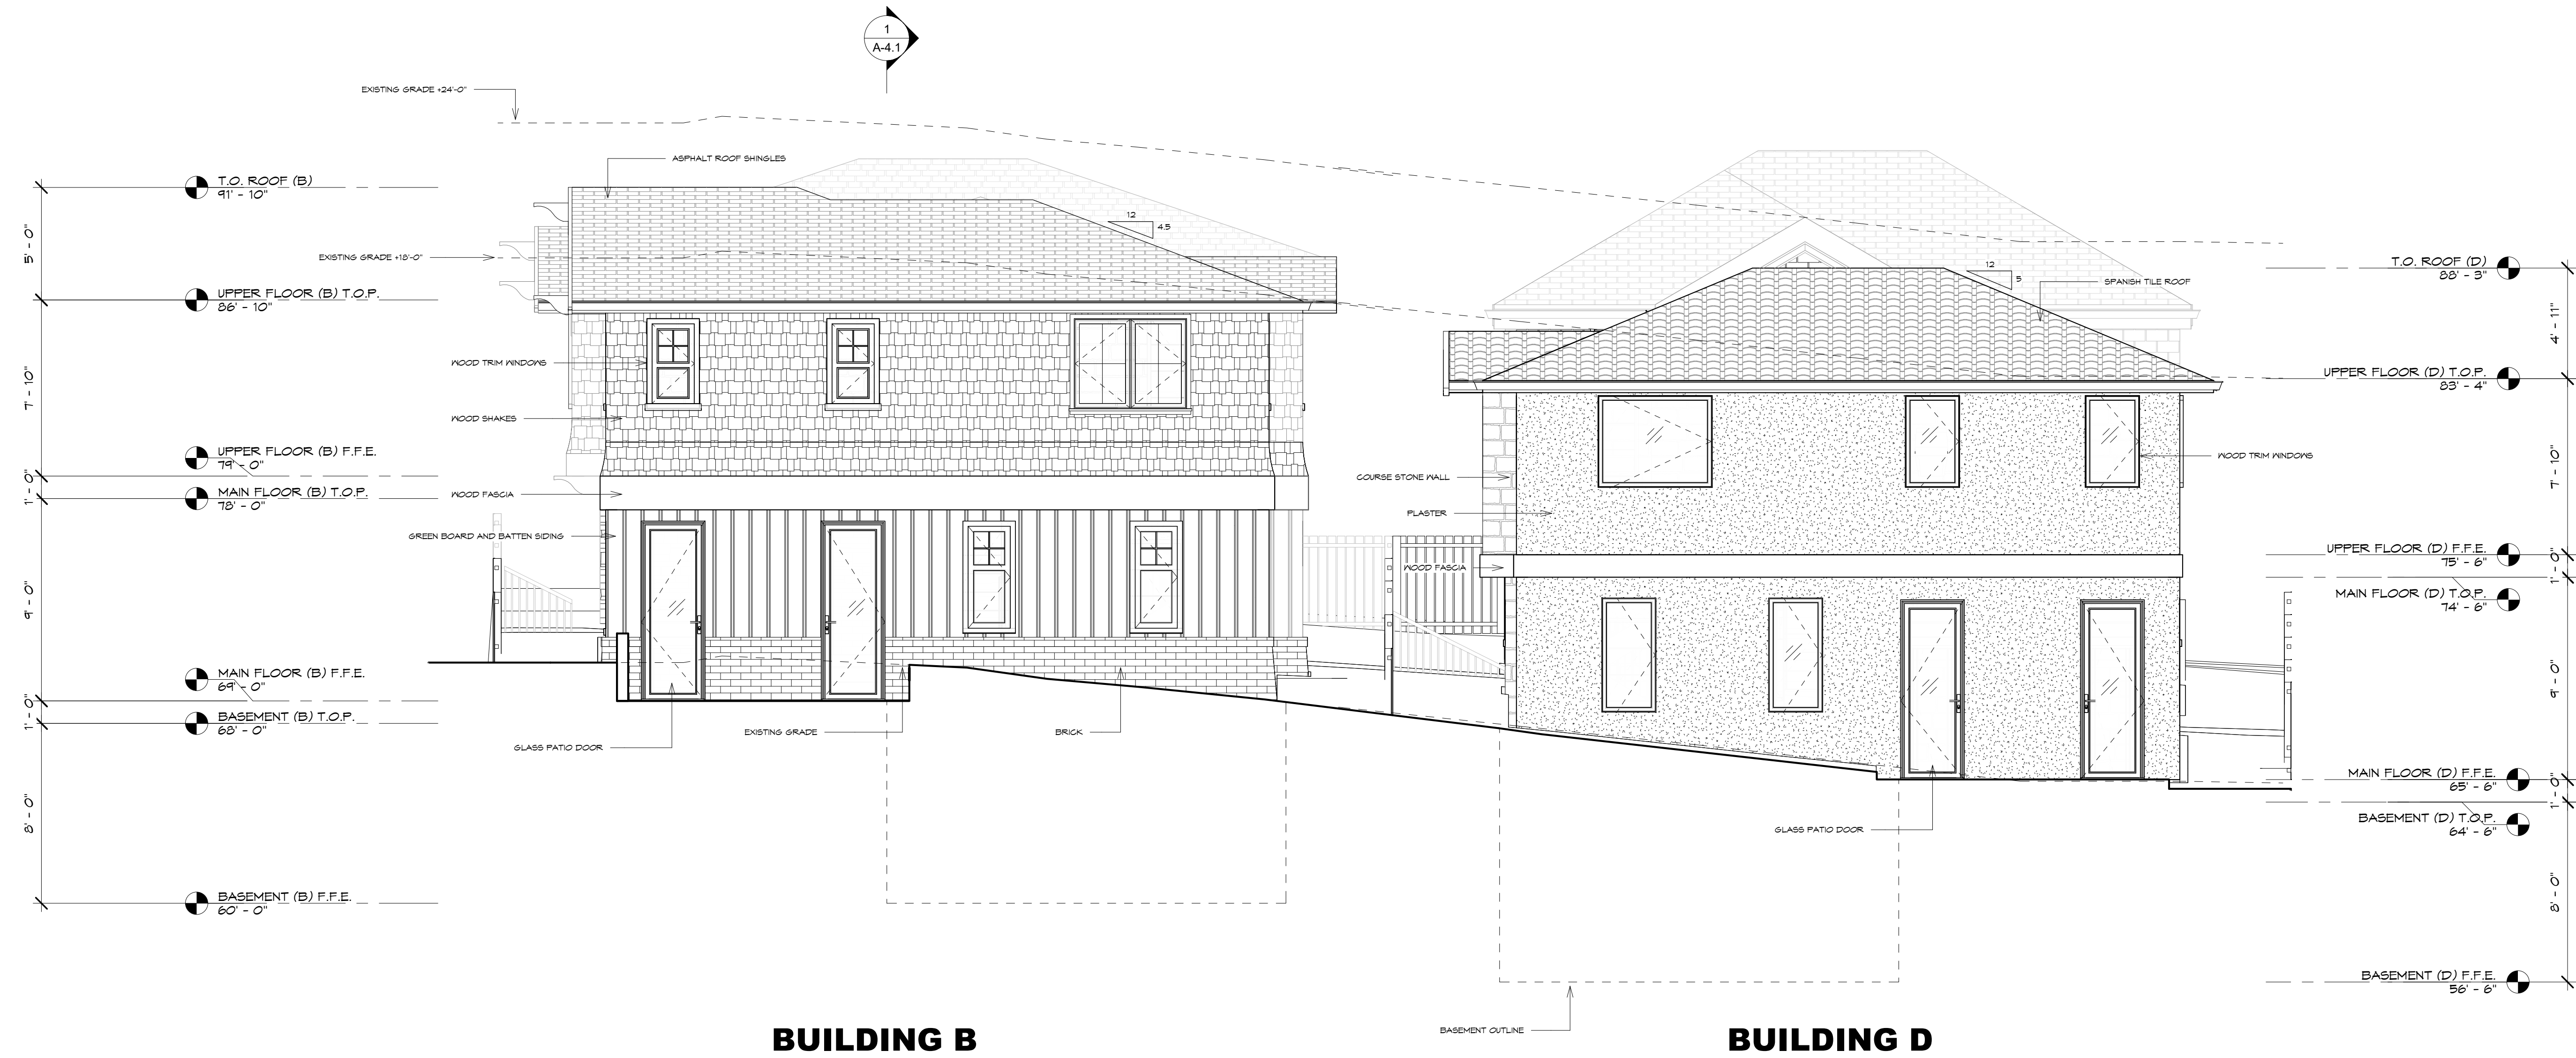 1
A-4.1
EXISTING GRADE +24'-0"
ASPHALT ROOF SHINGLES
T.O. ROOF (B)
91' - 10"
5' - 0"
12
4.5
EXISTING GRADE +18'-0"
UPPER FLOOR (B) T.O.P.
86' - 10"
7' - 10"
WOOD TRIM WINDOWS
WOOD SHAKES
UPPER FLOOR (B) F.F.E.
79' - 0"
1' - 0"
MAIN FLOOR (B) T.O.P.
78' - 0"
WOOD FASCIA
GREEN BOARD AND BATTEN SIDING
9' - 0"
MAIN FLOOR (B) F.F.E.
69' - 0"
1' - 0"
BASEMENT (B) T.O.P.
68' - 0"
GLASS PATIO DOOR
EXISTING GRADE
BRICK
8' - 0"
BASEMENT (B) F.F.E.
60' - 0"
BUILDING B
T.O. ROOF (D)
88' - 3"
12
5
SPANISH TILE ROOF
4' - 11"
UPPER FLOOR (D) T.O.P.
83' - 4"
WOOD TRIM WINDOWS
COURSE STONE WALL
7' - 10"
PLASTER
UPPER FLOOR (D) F.F.E.
75' - 6"
1' - 0"
WOOD FASCIA
MAIN FLOOR (D) T.O.P.
74' - 6"
9' - 0"
MAIN FLOOR (D) F.F.E.
65' - 6"
1' - 0"
BASEMENT (D) T.O.P.
64' - 6"
GLASS PATIO DOOR
8' - 0"
BASEMENT (D) F.F.E.
56' - 6"
BASEMENT OUTLINE
BUILDING D